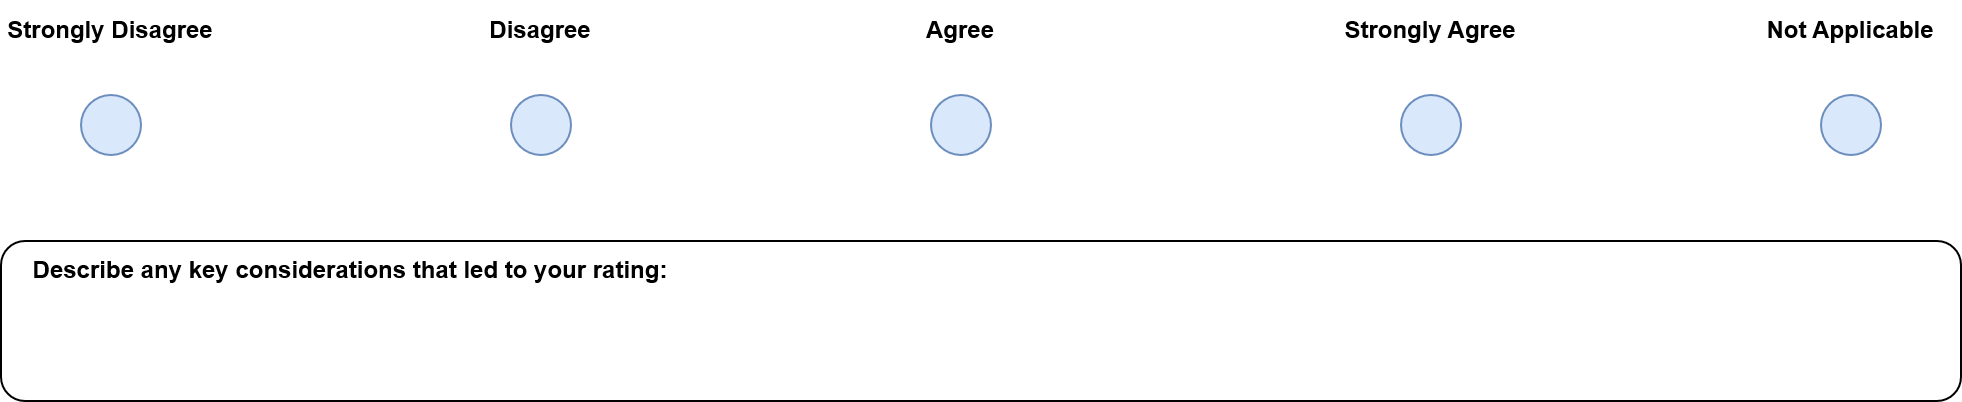 Strongly Disagree Disagree Agree Strongly Agree Not Applicable
Describe any key considerations that led to your rating: